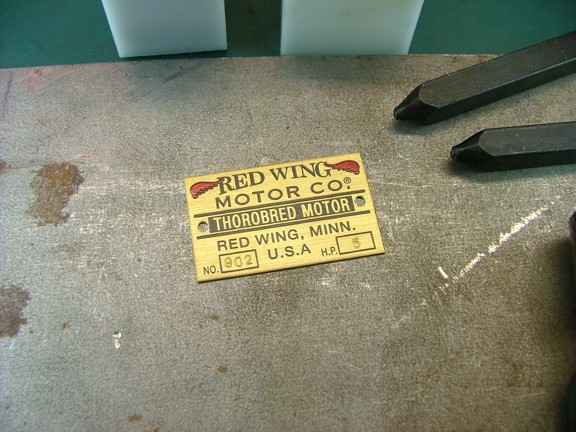 RED WING
MOTOR CO.®
THOROBRED MOTOR
RED WING, MINN.
NO. 902 U.S.A H.P. 5